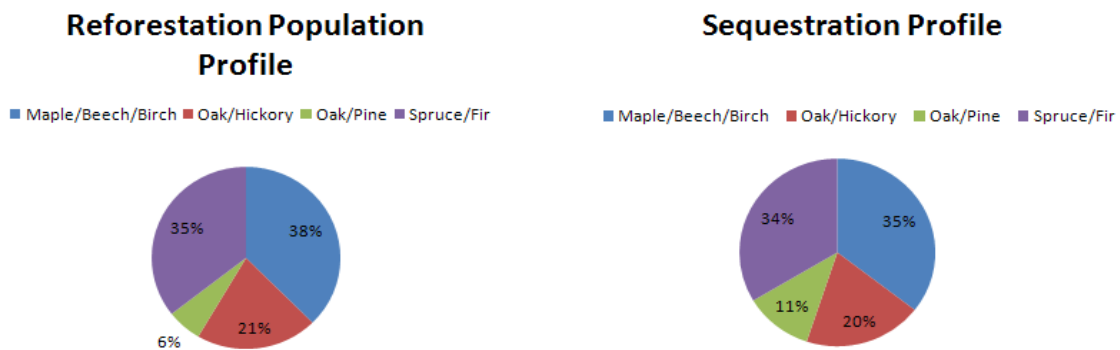 Reforestation Population
Profile
Maple/Beech/Birch Oak/Hickory Oak/Pine Spruce/Fir
35%
38%
6%
21%
Sequestration Profile
Maple/Beech/Birch Oak/Hickory Oak/Pine Spruce/Fir
34%
35%
11%
20%